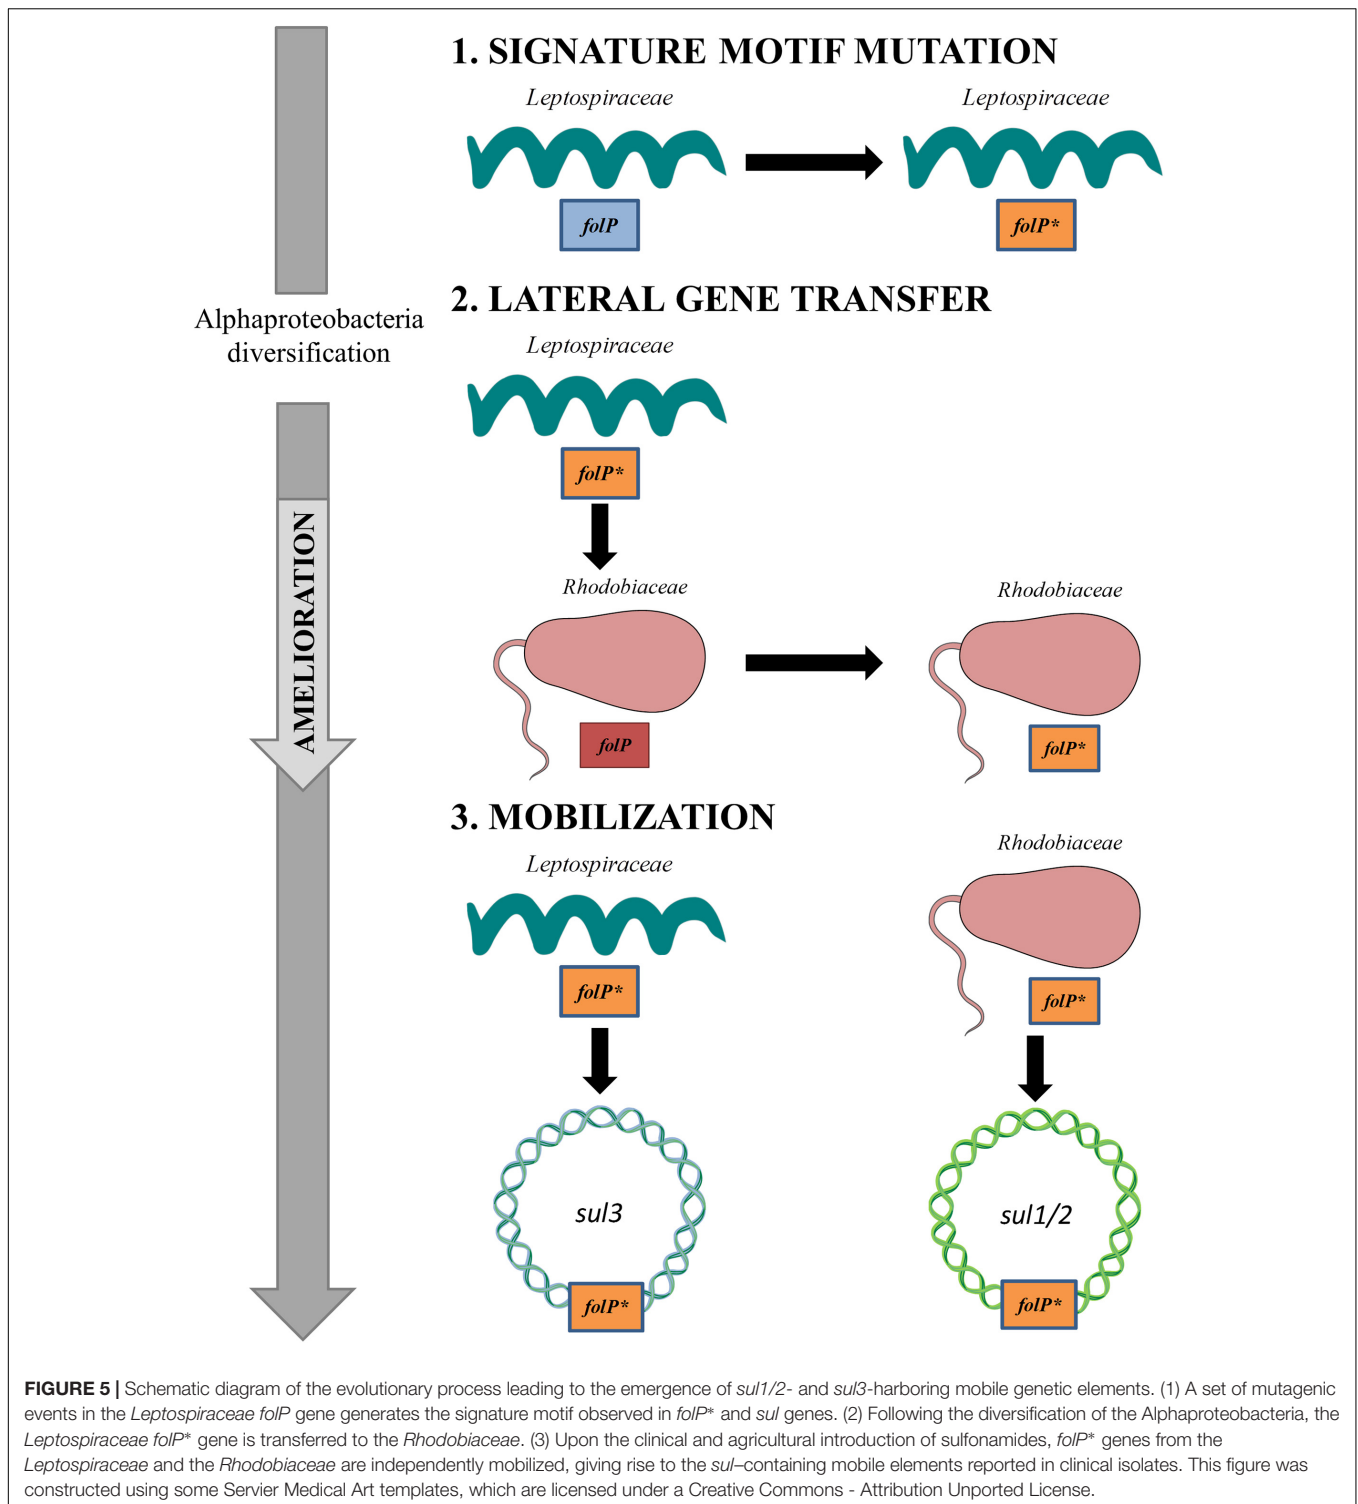 1. SIGNATURE MOTIF MUTATION
Leptospiraceae
Leptospiraceae
folP
folP*
Alphaproteobacteria
diversification
2. LATERAL GENE TRANSFER
Leptospiraceae
folP*
AMELIORATION
Rhodobiaceae
Rhodobiaceae
folP
folP*
3. MOBILIZATION
Leptospiraceae
Rhodobiaceae
folP*
folP*
sul3
sul1/2
folP*
folP*
FIGURE 5 | Schematic diagram of the evolutionary process leading to the emergence of sul1/2- and sul3-harboring mobile genetic elements. (1) A set of mutagenic
events in the Leptospiraceae folP gene generates the signature motif observed in folP* and sul genes. (2) Following the diversification of the Alphaproteobacteria, the
Leptospiraceae folP* gene is transferred to the Rhodobiaceae. (3) Upon the clinical and agricultural introduction of sulfonamides, folP* genes from the
Leptospiraceae and the Rhodobiaceae are independently mobilized, giving rise to the sul–containing mobile elements reported in clinical isolates. This figure was
constructed using some Servier Medical Art templates, which are licensed under a Creative Commons - Attribution Unported License.